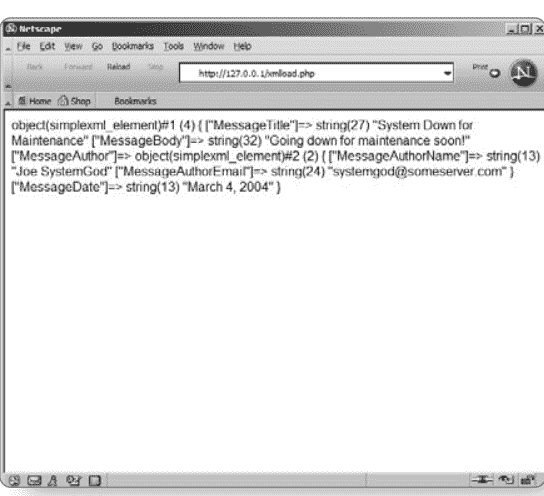 Netscape
File Edit View Go Bookmarks Tools Window Help
Back Forward Reload Stop
http://127.0.0.1/xmlload.php
Print
N
Home Shop Bookmarks
object(simplexml_element)#1 (4) { ["MessageTitle"]=> string(27) "System Down for
Maintenance" ["MessageBody"]=> string(32) "Going down for maintenance soon!"
["MessageAuthor"]=> object(simplexml_element)#2 (2) { ["MessageAuthorName"]=> string(13)
"Joe SystemGod" ["MessageAuthorEmail"]=> string(24) "systemgod@someserver.com" }
["MessageDate"]=> string(13) "March 4, 2004" }